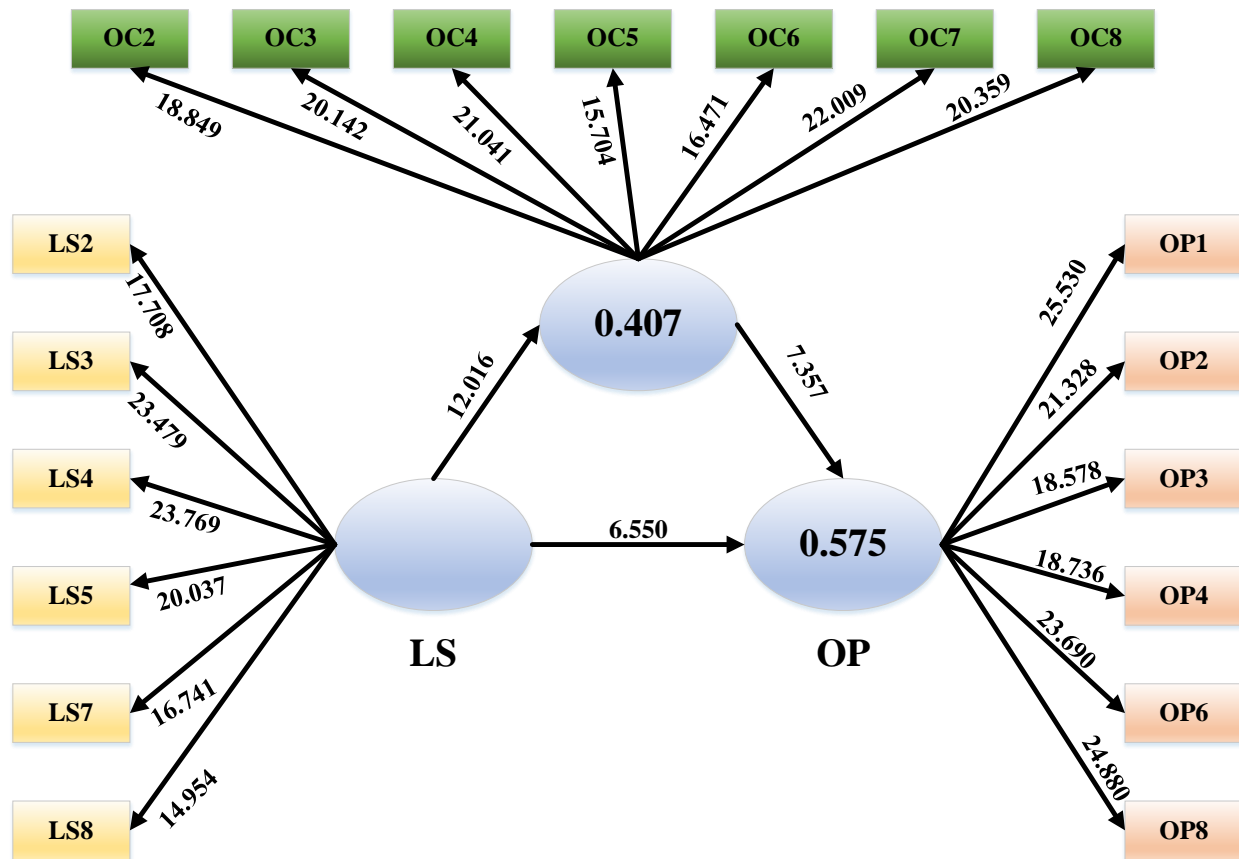 OC2 OC3 OC4 OC5 OC6 OC7 OC8
18.849 20.142 21.041 15.704 16.471 22.009 20.359
LS2
17.708
LS3
23.479
LS4
23.769
LS5
20.037
LS7
16.741
LS8
14.954
0.407
12.016
7.357
6.550
0.575
LS
OP
OP1
25.530
OP2
21.328
OP3
18.578
OP4
18.736
OP6
23.690
OP8
24.880